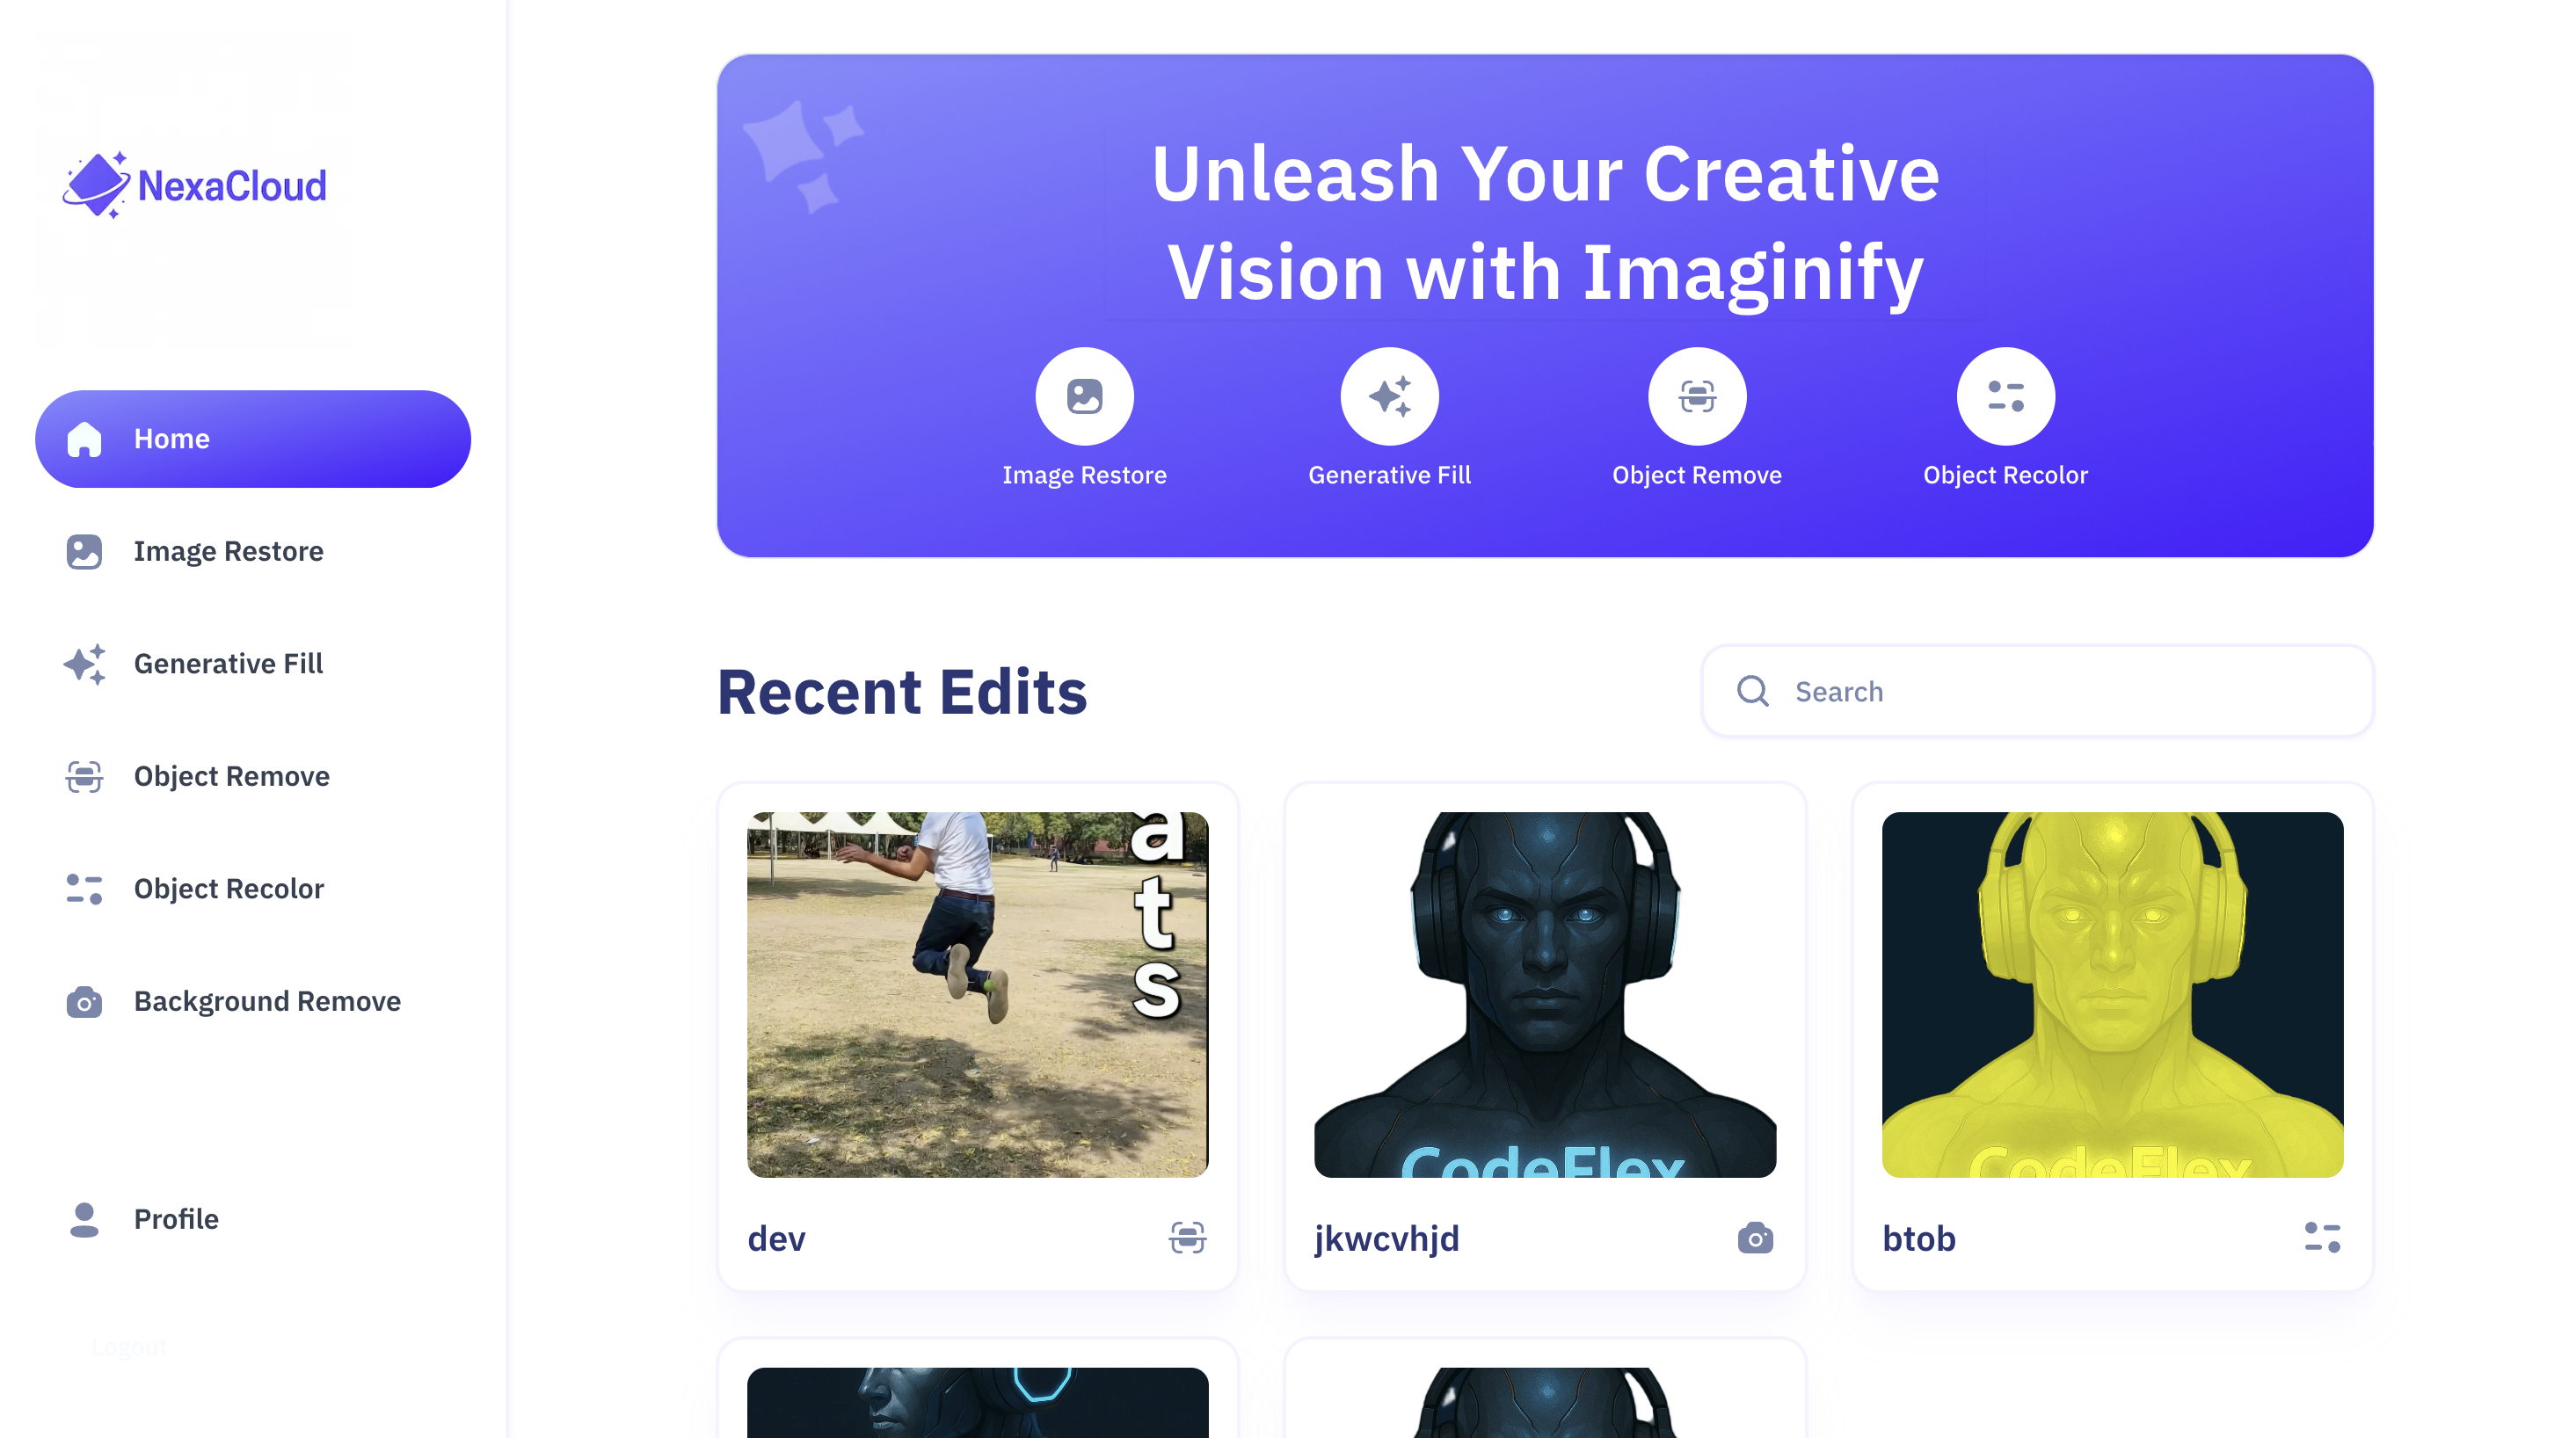 NexaCloud
Home
Image Restore
Generative Fill
Object Remove
Object Recolor
Background Remove
Profile
Logout
Unleash Your Creative
Vision with Imaginify
Image Restore
Generative Fill
Object Remove
Object Recolor
Recent Edits
Search
a
t
s
CodeFlex
CodeFlex
dev
jkwcvhjd
btob